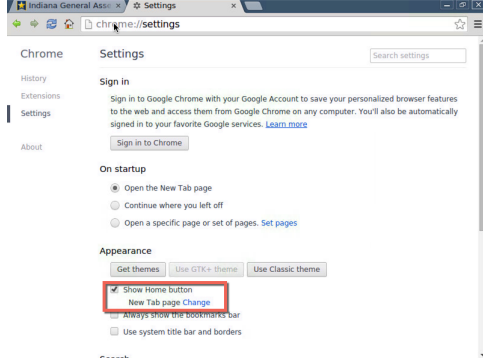 Indiana General Asse
Settings
chrome://settings
Chrome
Settings
Search settings
History
Extensions
Settings
About
Sign in
Sign in to Google Chrome with your Google Account to save your personalized browser features
to the web and access them from Google Chrome on any computer. You'll also be automatically
signed in to your favorite Google services. Learn more
Sign in to Chrome
On startup
Open the New Tab page
Continue where you left off
Open a specific page or set of pages. Set pages
Appearance
Get themes Use GTK+ theme Use Classic theme
Show Home button
New Tab page Change
Always show the bookmarks bar
Use system title bar and borders